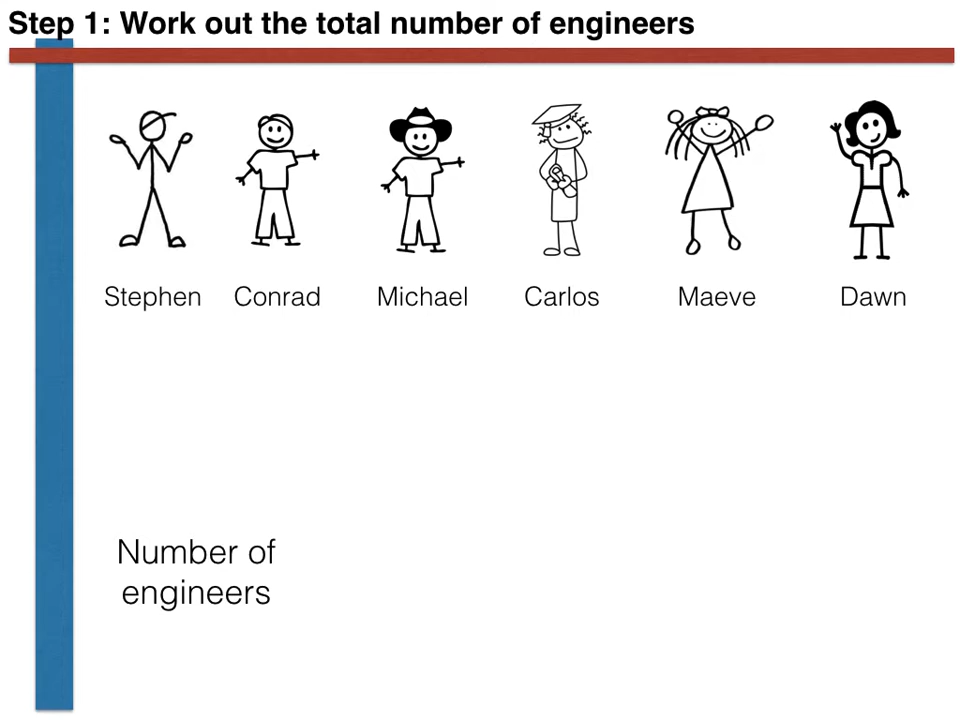 Step 1: Work out the total number of engineers
Stephen Conrad Michael Carlos Maeve Dawn
Number of
engineers